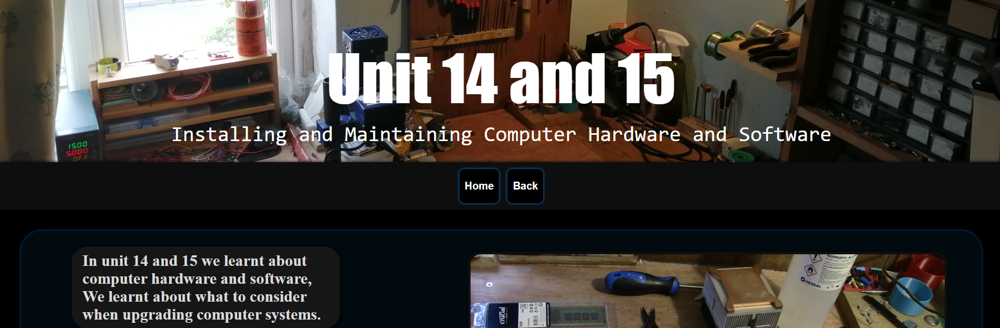 Unit 14 and 15
Installing and Maintaining Computer Hardware and Software
15.00
5.000
OFF
Home
Back
In unit 14 and 15 we learnt about
computer hardware and software,
We learnt about what to consider
when upgrading computer systems.
ISOPROPYL
HEXEAL
crucial